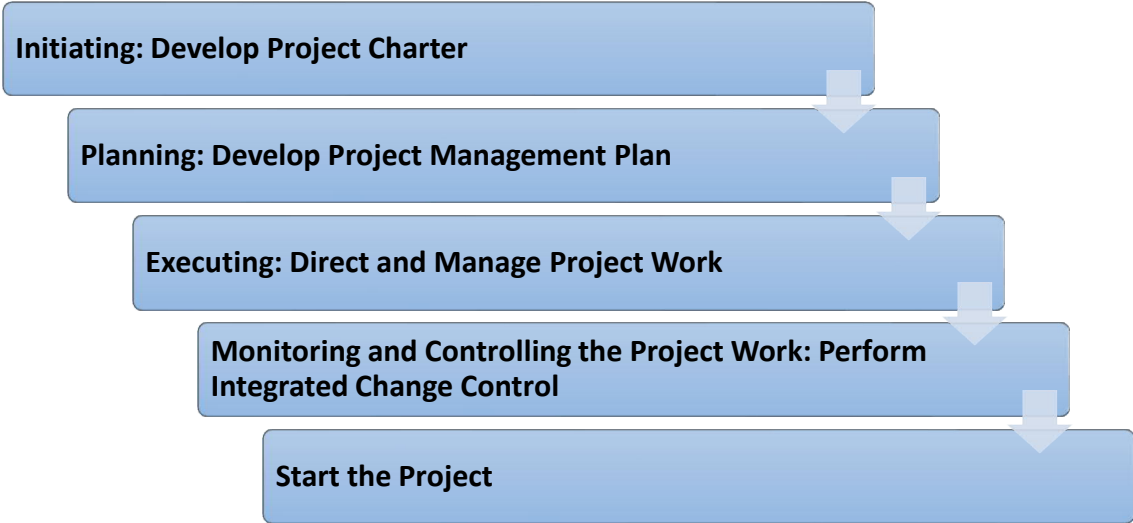 Initiating: Develop Project Charter
Planning: Develop Project Management Plan
Executing: Direct and Manage Project Work
Monitoring and Controlling the Project Work: Perform
Integrated Change Control
Start the Project